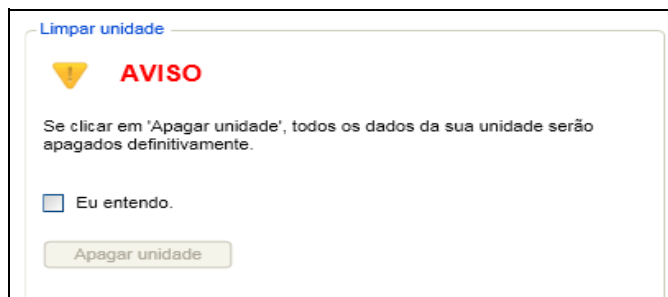 Limpar unidade
AVISO
Se clicar em 'Apagar unidade', todos os dados da sua unidade serão
apagados definitivamente.
Eu entendo.
Apagar unidade